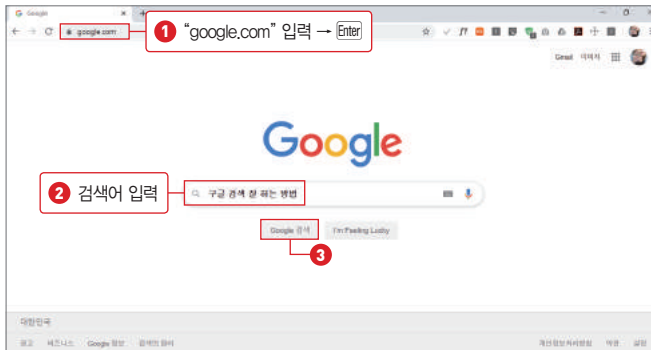 Google
google.com
1 "google.com" 입력 → Enter
Gmail 이미지
Google
2 검색어 입력
구글 검색 잘 하는 방법
Google 검색 I'm Feeling Lucky
3
대한민국
광고 비즈니스 Google 정보 검색의 원리
개인정보처리방침 약관 설정